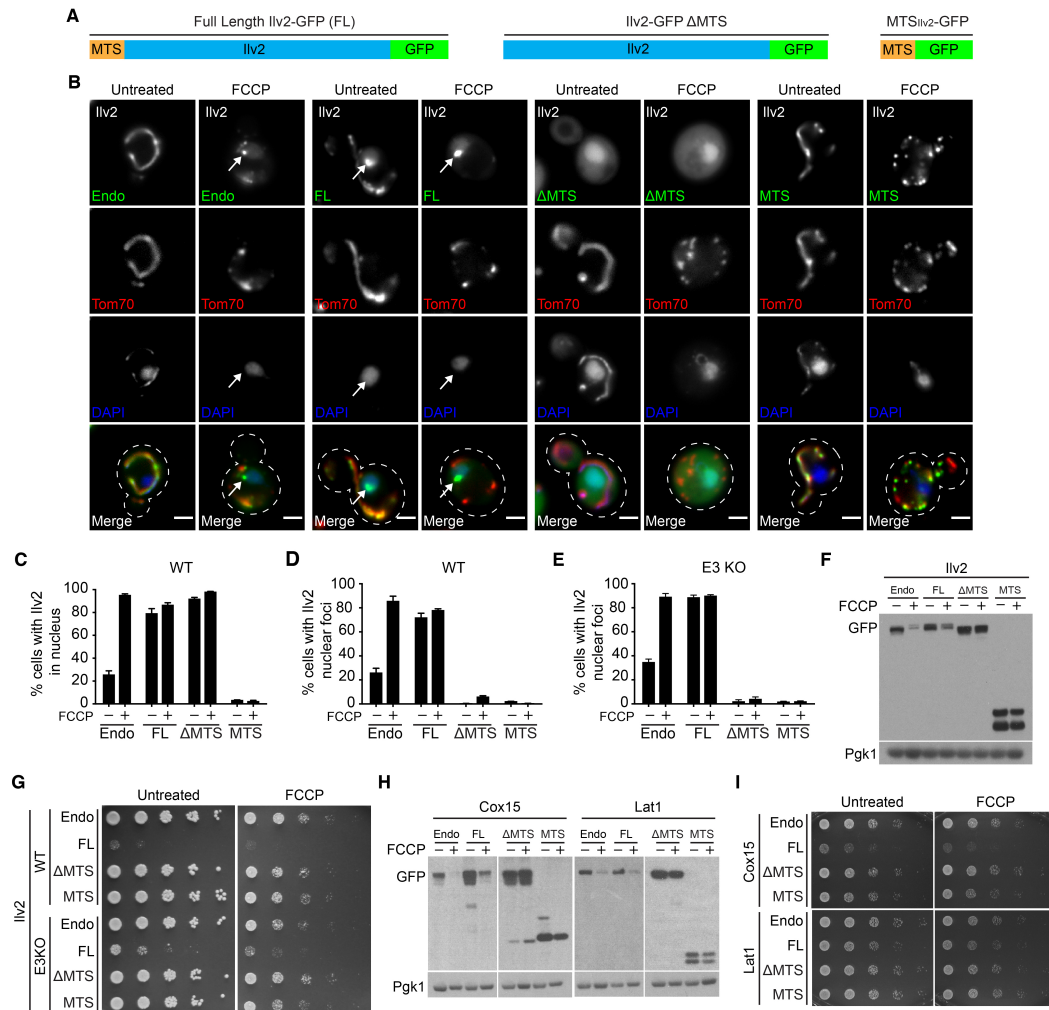 A
Full Length Ilv2-GFP (FL)
Ilv2-GFP ΔMTS
MTSIlv2-GFP
MTS Ilv2 GFP
Ilv2 GFP
MTS GFP
B
Untreated FCCP Untreated FCCP Untreated FCCP Untreated FCCP
Ilv2 Ilv2 Ilv2 Ilv2 Ilv2 Ilv2 Ilv2 Ilv2
Endo Endo FL FL ΔMTS ΔMTS MTS MTS
Tom70 Tom70 Tom70 Tom70 Tom70 Tom70 Tom70 Tom70
DAPI DAPI DAPI DAPI DAPI DAPI DAPI DAPI
Merge Merge Merge Merge Merge Merge Merge Merge
C
WT
% cells with Ilv2
in nucleus
100
80
60
40
20
0
FCCP − + − + − + − +
Endo FL ΔMTS MTS
D
WT
% cells with Ilv2
nuclear foci
100
80
60
40
20
0
FCCP − + − + − + − +
Endo FL ΔMTS MTS
E
E3 KO
% cells with Ilv2
nuclear foci
100
80
60
40
20
0
FCCP − + − + − + − +
Endo FL ΔMTS MTS
F
Ilv2
Endo FL ΔMTS MTS
FCCP − + − + − + − +
GFP
Pgk1
G
Untreated FCCP
Ilv2
WT
Endo
FL
ΔMTS
MTS
E3KO
Endo
FL
ΔMTS
MTS
H
Cox15 Lat1
Endo FL ΔMTS MTS Endo FL ΔMTS MTS
FCCP − + − + − + − + − + − + − + − +
GFP
Pgk1
I
Untreated FCCP
Cox15
Endo
FL
ΔMTS
MTS
Lat1
Endo
FL
ΔMTS
MTS